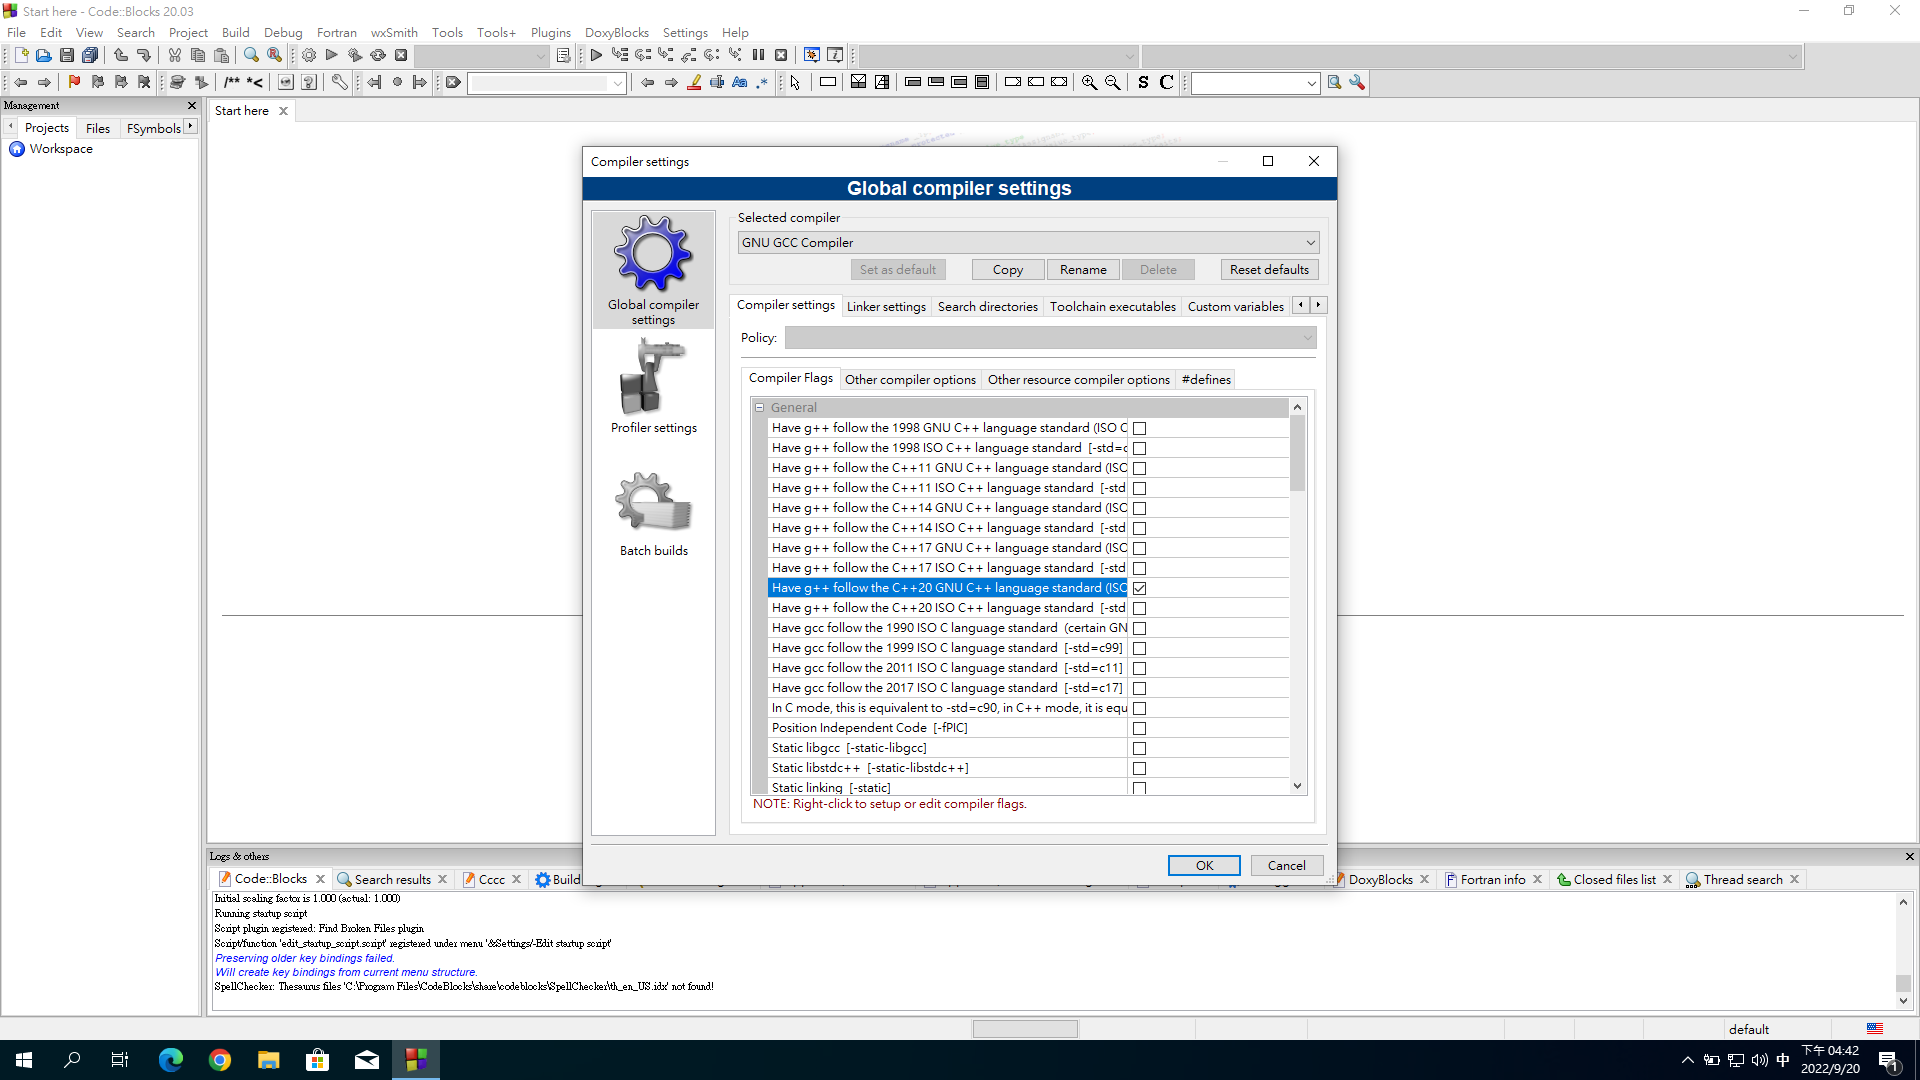 Start here - Code::Blocks 20.03
File Edit View Search Project Build Debug Fortran wxSmith Tools Tools+ Plugins DoxyBlocks Settings Help
/** *<
Aa .*
S C
Management
Projects Files FSymbols
Workspace
Start here
Compiler settings
Global compiler settings
Global compiler
settings
Profiler settings
Batch builds
Selected compiler
GNU GCC Compiler
Set as default Copy Rename Delete Reset defaults
Compiler settings Linker settings Search directories Toolchain executables Custom variables
Policy:
Compiler Flags Other compiler options Other resource compiler options #defines
General
Have g++ follow the 1998 GNU C++ language standard (ISO C
Have g++ follow the 1998 ISO C++ language standard [-std=c
Have g++ follow the C++11 GNU C++ language standard (ISO
Have g++ follow the C++11 ISO C++ language standard [-std
Have g++ follow the C++14 GNU C++ language standard (ISO
Have g++ follow the C++14 ISO C++ language standard [-std
Have g++ follow the C++17 GNU C++ language standard (ISO
Have g++ follow the C++17 ISO C++ language standard [-std
Have g++ follow the C++20 GNU C++ language standard (ISO
Have g++ follow the C++20 ISO C++ language standard [-std
Have gcc follow the 1990 ISO C language standard (certain GN
Have gcc follow the 1999 ISO C language standard [-std=c99]
Have gcc follow the 2011 ISO C language standard [-std=c11]
Have gcc follow the 2017 ISO C language standard [-std=c17]
In C mode, this is equivalent to -std=c90, in C++ mode, it is equ
Position Independent Code [-fPIC]
Static libgcc [-static-libgcc]
Static libstdc++ [-static-libstdc++]
Static linking [-static]
NOTE: Right-click to setup or edit compiler flags.
OK Cancel
Logs & others
Code::Blocks Search results Cccc Build DoxyBlocks Fortran info Closed files list Thread search
Initial scaling factor is 1.000 (actual: 1.000)
Running startup script
Script plugin registered: Find Broken Files plugin
Script/function 'edit_startup_script.script' registered under menu '&Settings/-Edit startup script'
Preserving older key bindings failed.
Will create key bindings from current menu structure.
SpellChecker: Thesaurus files 'C:\Program Files\CodeBlocks\share\codeblocks\SpellChecker\th_en_US.idx' not found!
default
中
下午 04:42
2022/9/20
1